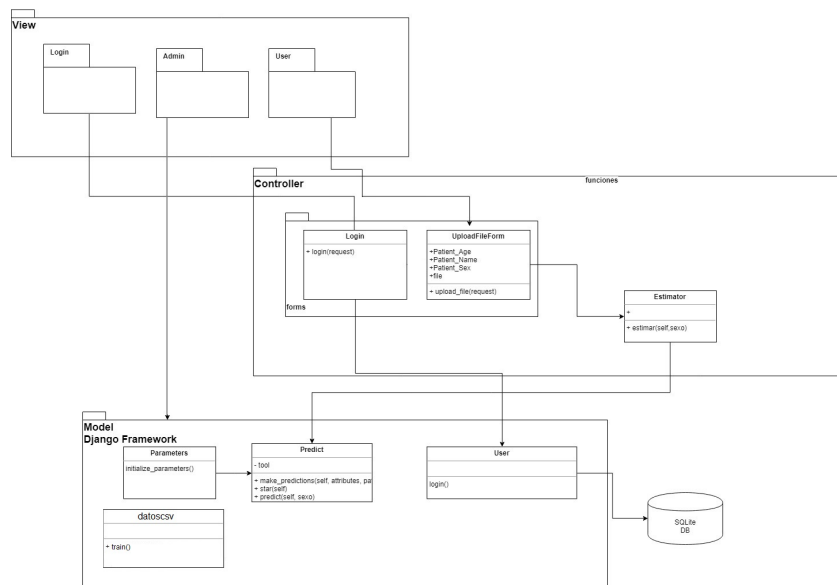 View
Login
Admin
User
Controller
funciones
Login
+ login(request)
UploadFileForm
+Patient_Age
+Patient_Name
+Patient_Sex
+file
+ upload_file(request)
forms
Estimator
+
+ estimar(self,sexo)
Model
Django Framework
Parameters
initialize_parameters()
Predict
- tool
+ make_predictions(self, attributes, pa
+ star(self)
+ predict(self, sexo)
User
login()
datoscsv
+ train()
SQLite
DB